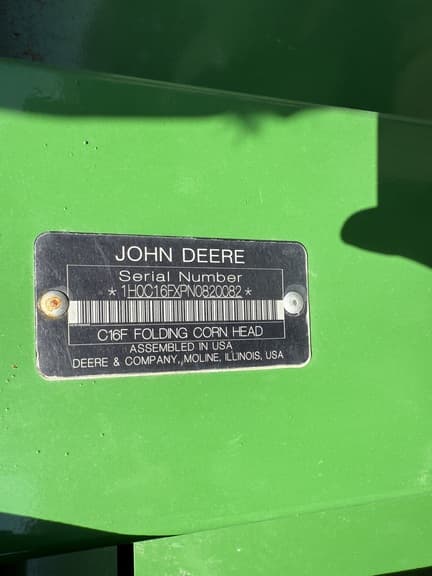 JOHN DEERE
Serial Number
*1H0C16FXPN0820082*
C16F FOLDING CORN HEAD
ASSEMBLED IN USA
DEERE & COMPANY, MOLINE, ILLINOIS, USA